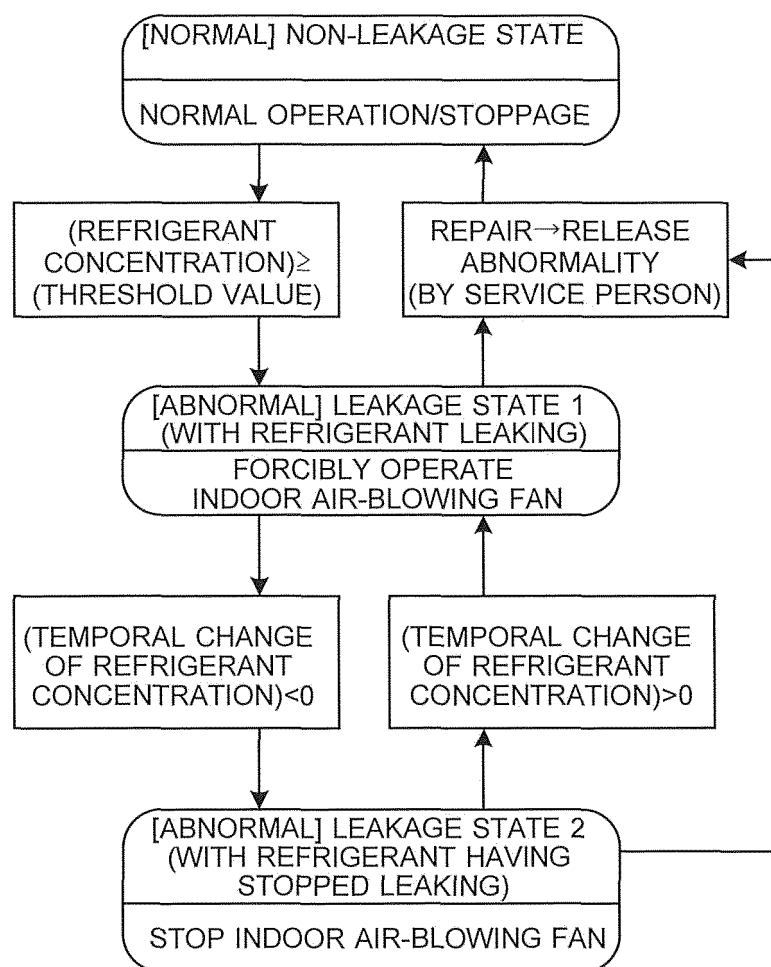 [NORMAL] NON-LEAKAGE STATE
NORMAL OPERATION/STOPPAGE
(REFRIGERANT
CONCENTRATION)≥
(THRESHOLD VALUE)
REPAIR→RELEASE
ABNORMALITY
(BY SERVICE PERSON)
[ABNORMAL] LEAKAGE STATE 1
(WITH REFRIGERANT LEAKING)
FORCIBLY OPERATE
INDOOR AIR-BLOWING FAN
(TEMPORAL CHANGE
OF REFRIGERANT
CONCENTRATION)<0
(TEMPORAL CHANGE
OF REFRIGERANT
CONCENTRATION)>0
[ABNORMAL] LEAKAGE STATE 2
(WITH REFRIGERANT HAVING
STOPPED LEAKING)
STOP INDOOR AIR-BLOWING FAN